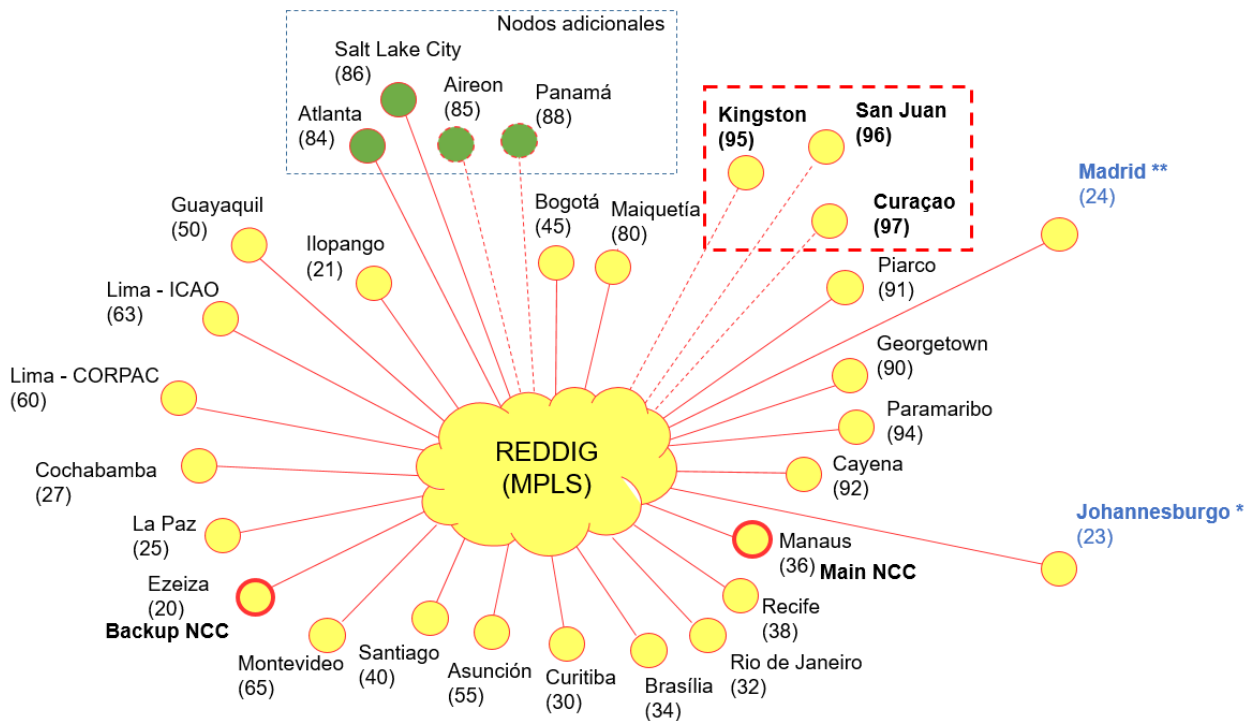 Nodos adicionales
Salt Lake City
(86)
Aireon
(85)
Panamá
(88)
Atlanta
(84)
Kingston
(95)
San Juan
(96)
Curaçao
(97)
Madrid **
(24)
Guayaquil
(50)
Ilopango
(21)
Bogotá
(45)
Maiquetía
(80)
Piarco
(91)
Lima - ICAO
(63)
Georgetown
(90)
Lima - CORPAC
(60)
Paramaribo
(94)
REDDIG
(MPLS)
Cochabamba
(27)
Cayena
(92)
La Paz
(25)
Johannesburgo *
(23)
Manaus
(36) Main NCC
Ezeiza
(20)
Backup NCC
Recife
(38)
Montevideo
(65)
Santiago
(40)
Asunción
(55)
Curitiba
(30)
Brasília
(34)
Rio de Janeiro
(32)